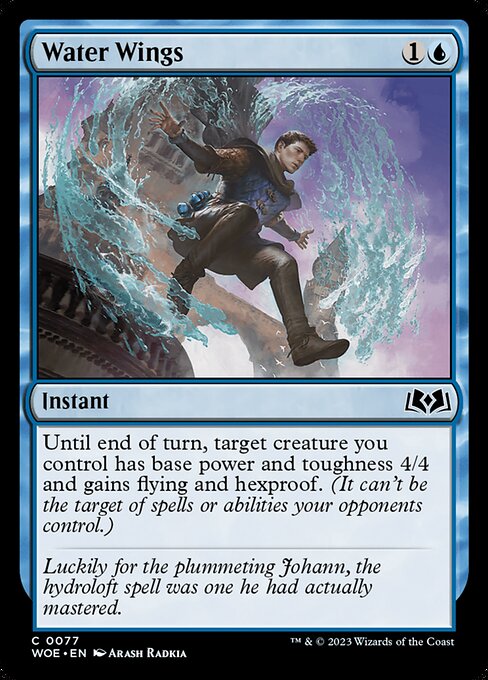 Water Wings 1
Instant
Until end of turn, target creature you
control has base power and toughness 4/4
and gains flying and hexproof. (It can't be
the target of spells or abilities your opponents
control.)
Luckily for the plummeting Johann, the
hydroloft spell was one he had actually
mastered.
C 0077
WOE • EN Arash Radkia
™ & © 2023 Wizards of the Coast